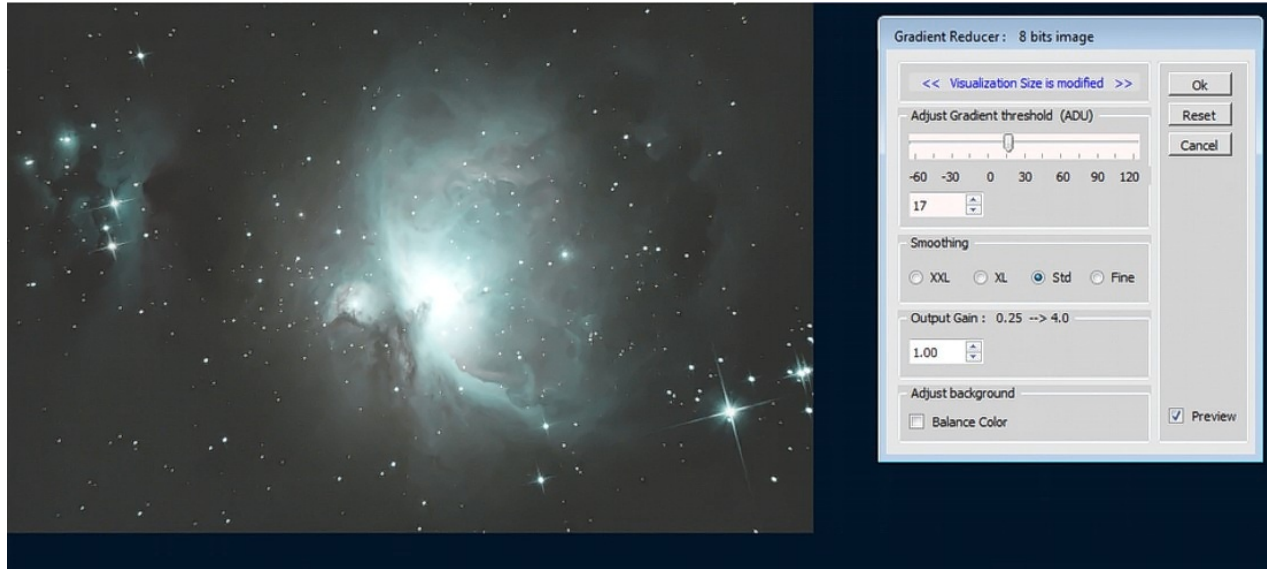 Gradient Reducer :   8 bits image
<<  Visualization Size is modified  >>
Ok
Adjust Gradient threshold  (ADU)
Reset
Cancel
-60  -30  0  30  60  90  120
17
Smoothing
XXL  XL  Std  Fine
Output Gain :   0.25  --> 4.0
1.00
Adjust background
Balance Color
Preview